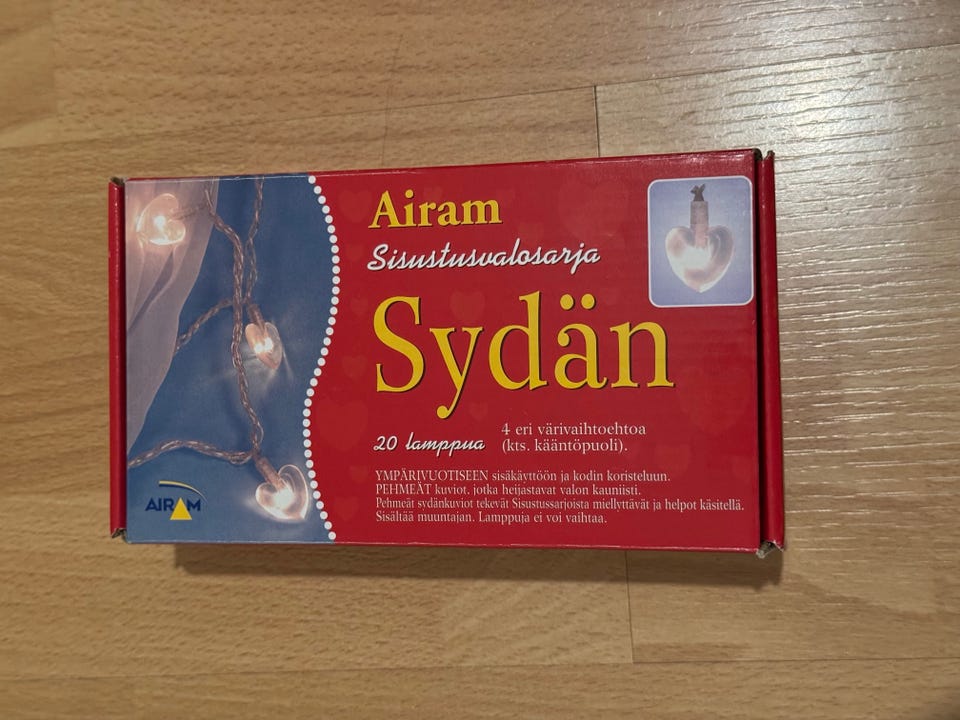 Airam
Sisustusvalosarja
Sydän
20 lamppua
4 eri värivaihtoehtoa
(kts. kääntöpuoli).
YMPÄRIVUOTISEEN sisäkäyttöön ja kodin koristeluun.
PEHMEÄT kuviot, jotka heijastavat valon kauniisti.
Pehmeät sydänkuviot tekevät Sisustussarjoista miellyttävät ja helpot käsitellä.
Sisältää muuntajan. Lamppuja ei voi vaihtaa.
AIRAM